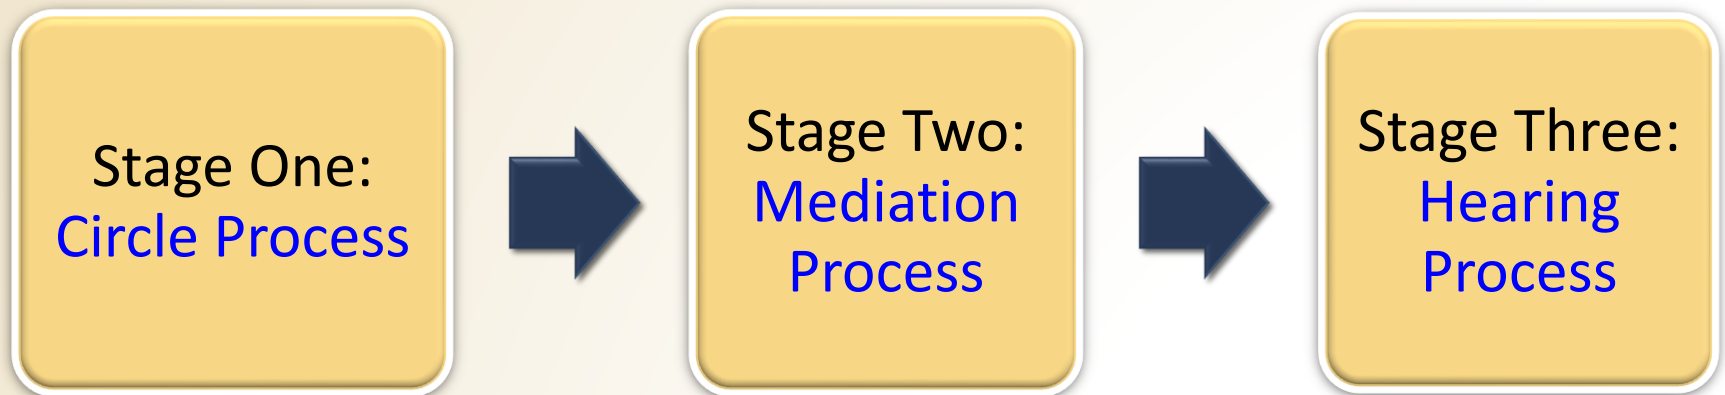 Stage One:
Circle Process
Stage Two:
Mediation
Process
Stage Three:
Hearing
Process